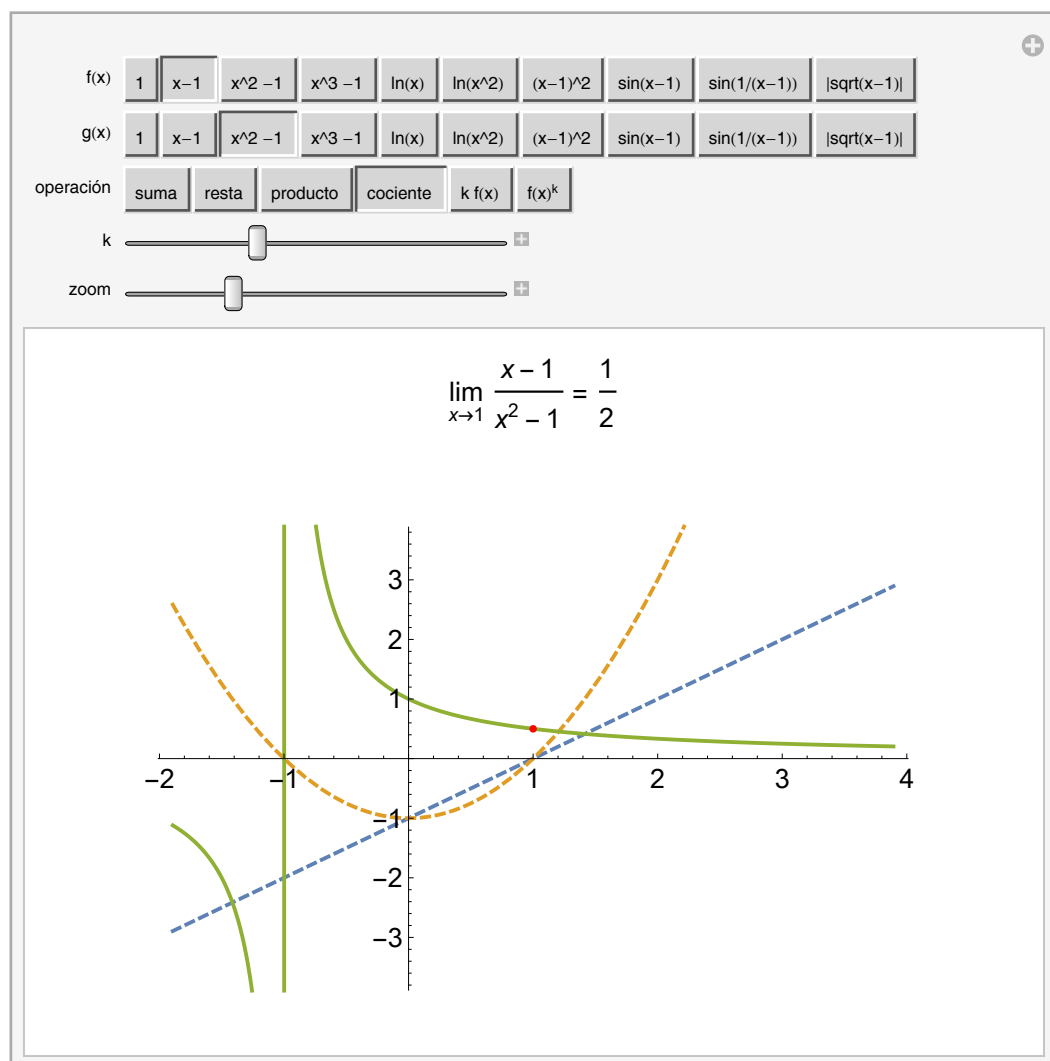 f(x) 1 x−1 x^2 −1 x^3 −1 ln(x) ln(x^2) (x−1)^2 sin(x−1) sin(1/(x−1)) |sqrt(x−1)|
g(x) 1 x−1 x^2 −1 x^3 −1 ln(x) ln(x^2) (x−1)^2 sin(x−1) sin(1/(x−1)) |sqrt(x−1)|
operación suma resta producto cociente k f(x) f(x)^k
k
zoom
lim x→1 (x − 1)/(x² − 1) = 1/2
3
2
1
−2 −1 1 2 3 4
−1
−2
−3